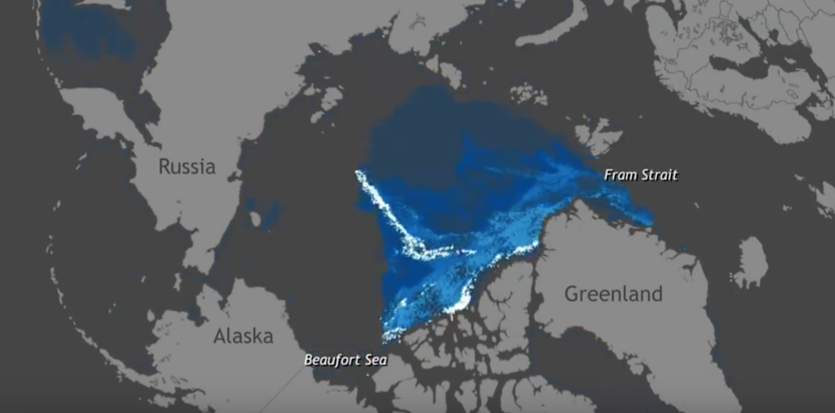 Russia
Fram Strait
Greenland
Alaska
Beaufort Sea